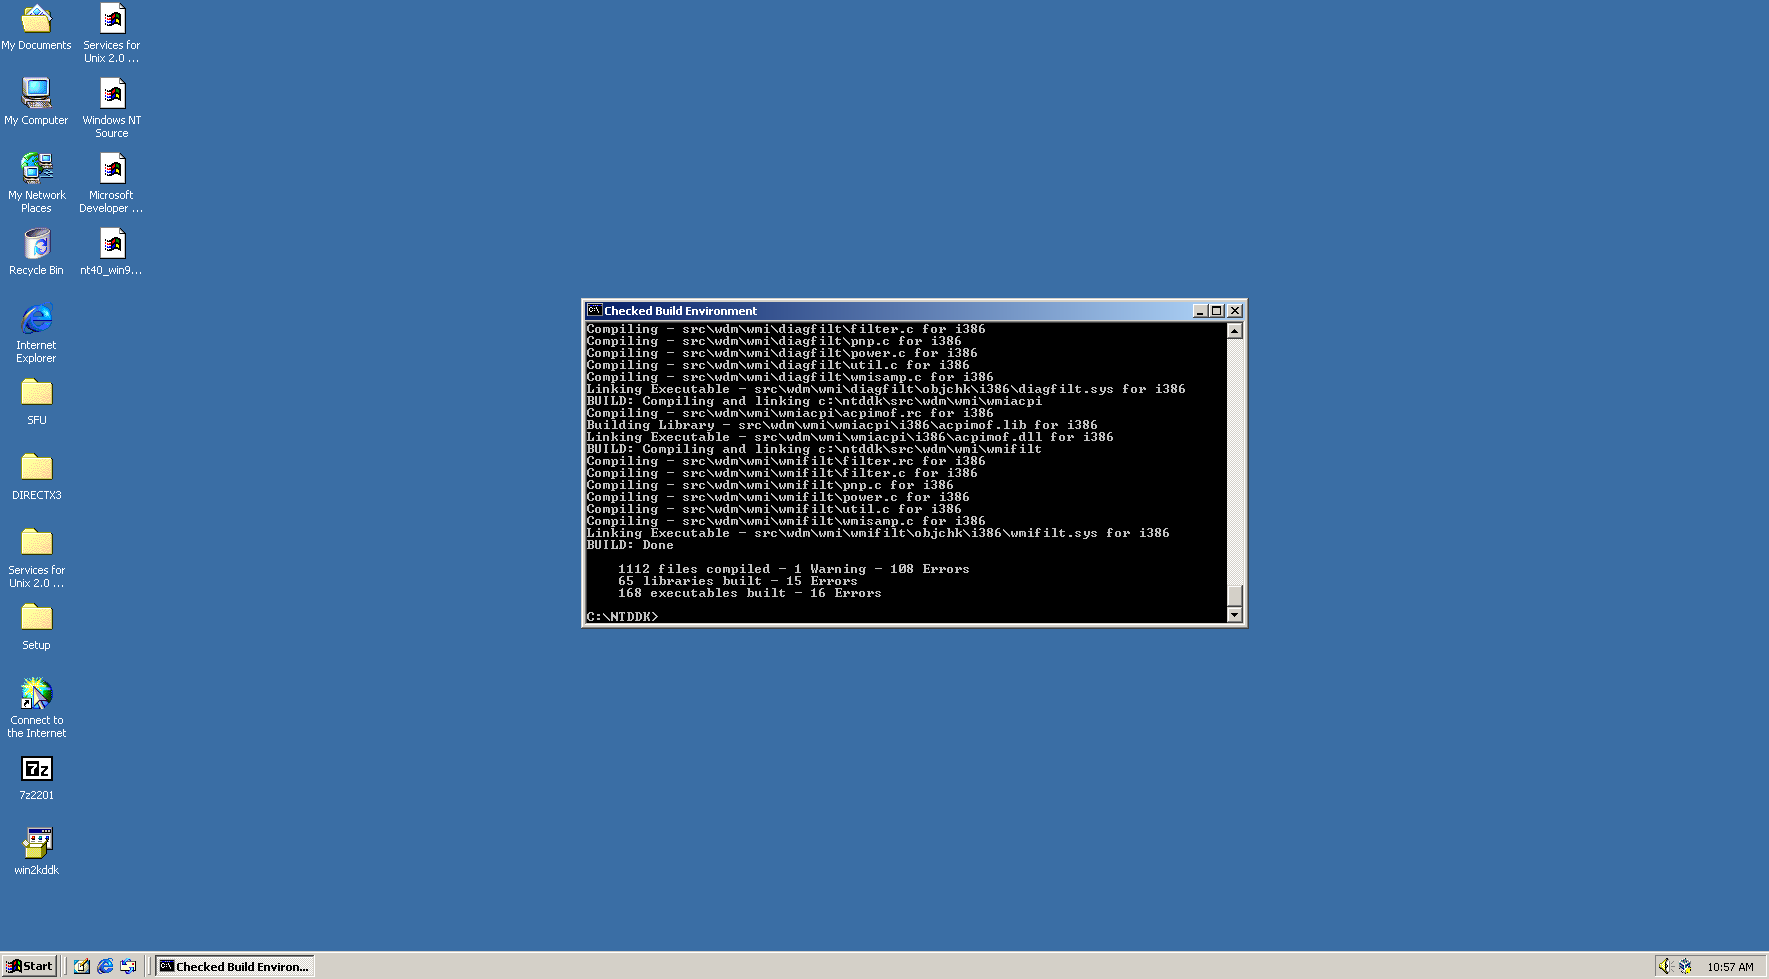 My Documents
Services for
Unix 2.0 ...
My Computer
Windows NT
Source
My Network
Places
Microsoft
Developer ...
Recycle Bin
nt40_win9...
Internet
Explorer
SFU
DIRECTX3
Services for
Unix 2.0 ...
Setup
Connect to
the Internet
7z
7z2201
win2kddk
C:\
Checked Build Environment
Compiling - src\wdm\wmi\diagfilt\filter.c for i386
Compiling - src\wdm\wmi\diagfilt\pnp.c for i386
Compiling - src\wdm\wmi\diagfilt\power.c for i386
Compiling - src\wdm\wmi\diagfilt\util.c for i386
Compiling - src\wdm\wmi\diagfilt\wmisamp.c for i386
Linking Executable - src\wdm\wmi\diagfilt\objchk\i386\diagfilt.sys for i386
BUILD: Compiling and linking c:\ntddk\src\wdm\wmi\wmiacpi
Compiling - src\wdm\wmi\wmiacpi\acpimof.rc for i386
Building Library - src\wdm\wmi\wmiacpi\i386\acpimof.lib for i386
Linking Executable - src\wdm\wmi\wmiacpi\i386\acpimof.dll for i386
BUILD: Compiling and linking c:\ntddk\src\wdm\wmi\wmifilt
Compiling - src\wdm\wmi\wmifilt\filter.rc for i386
Compiling - src\wdm\wmi\wmifilt\filter.c for i386
Compiling - src\wdm\wmi\wmifilt\pnp.c for i386
Compiling - src\wdm\wmi\wmifilt\power.c for i386
Compiling - src\wdm\wmi\wmifilt\util.c for i386
Compiling - src\wdm\wmi\wmifilt\wmisamp.c for i386
Linking Executable - src\wdm\wmi\wmifilt\objchk\i386\wmifilt.sys for i386
BUILD: Done
1112 files compiled - 1 Warning - 108 Errors
65 libraries built - 15 Errors
168 executables built - 16 Errors
C:\NTDDK>
Start
Checked Build Environ...
10:57 AM